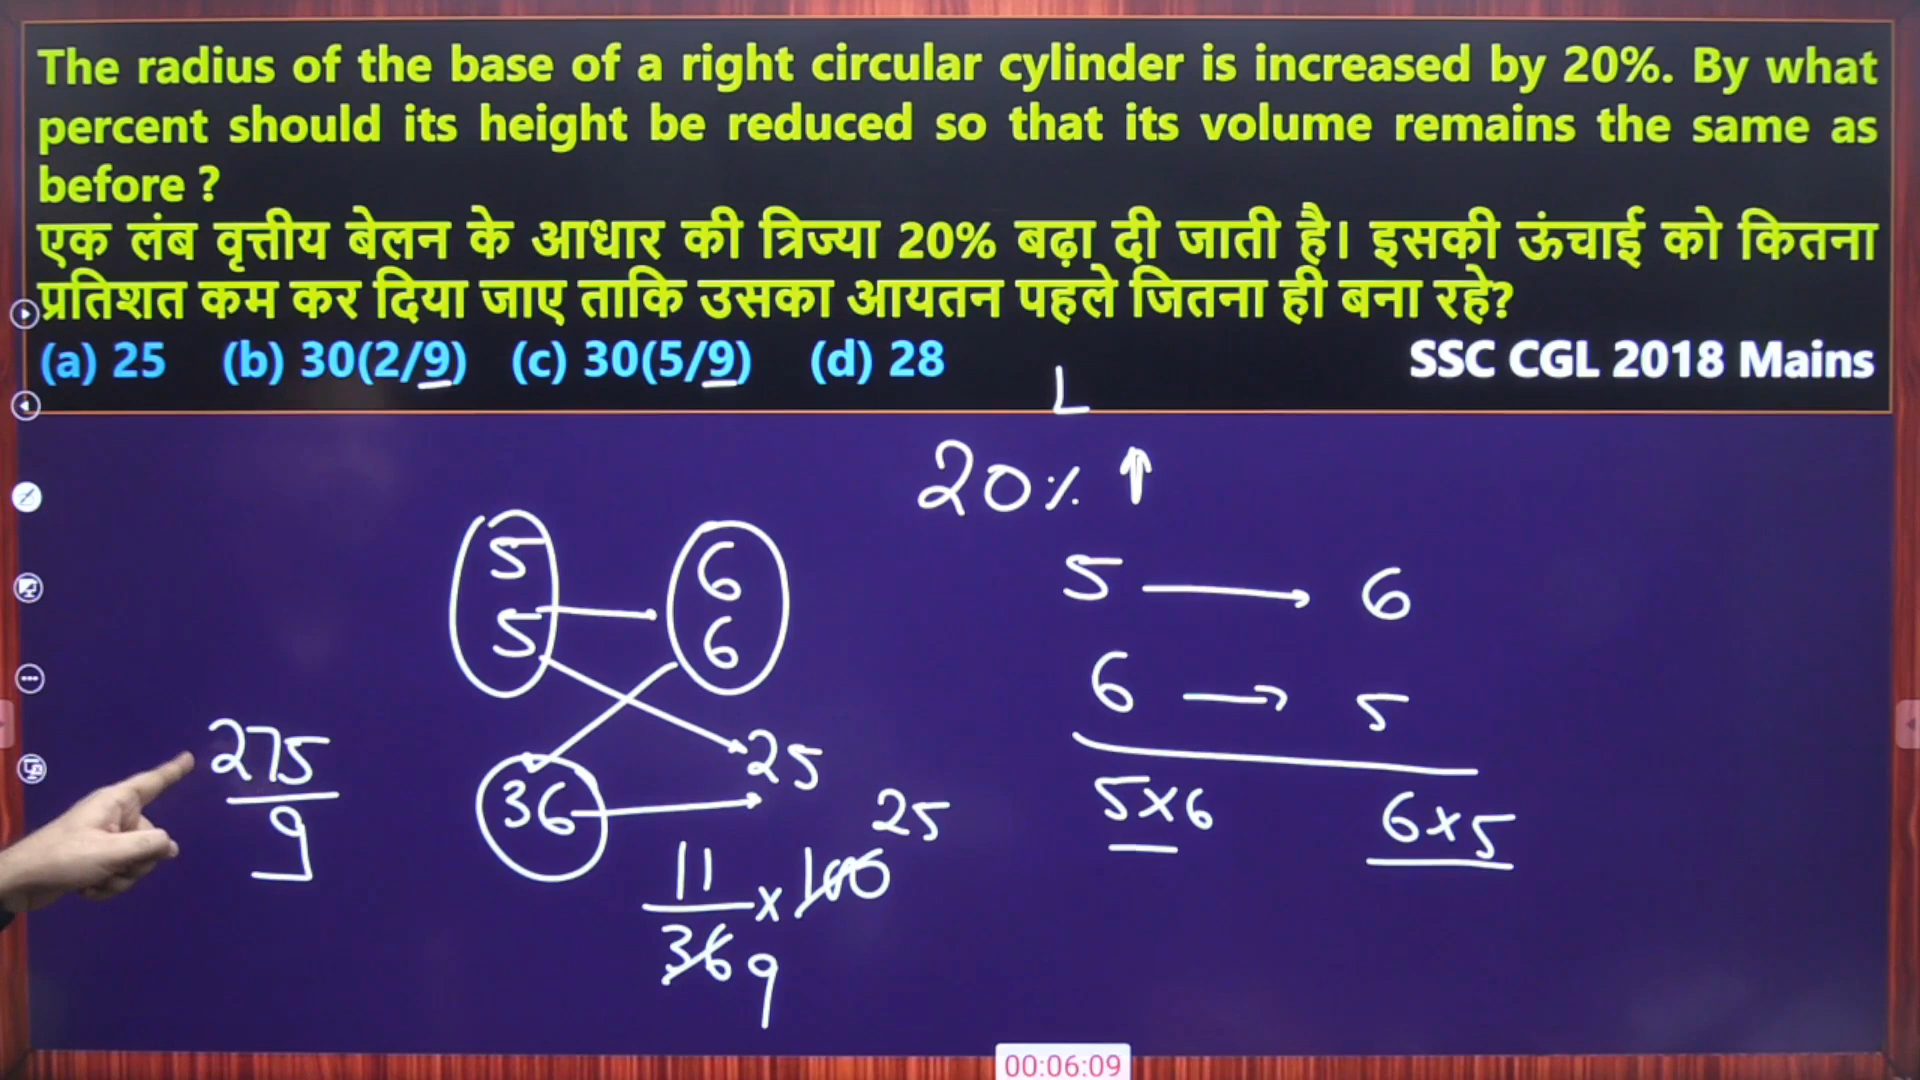 The radius of the base of a right circular cylinder is increased by 20%. By what
percent should its height be reduced so that its volume remains the same as
before ?
एक लंब वृत्तीय बेलन के आधार की त्रिज्या 20% बढ़ा दी जाती है। इसकी ऊंचाई को कितना
प्रतिशत कम कर दिया जाए ताकि उसका आयतन पहले जितना ही बना रहे?
(a) 25 (b) 30(2/9) (c) 30(5/9) (d) 28 SSC CGL 2018 Mains
L
20% ↑
5 6
5 → 6
36 → 25
11/36 × 100
25
9
275/9
5 → 6
6 → 5
5×6 6×5
00:06:09